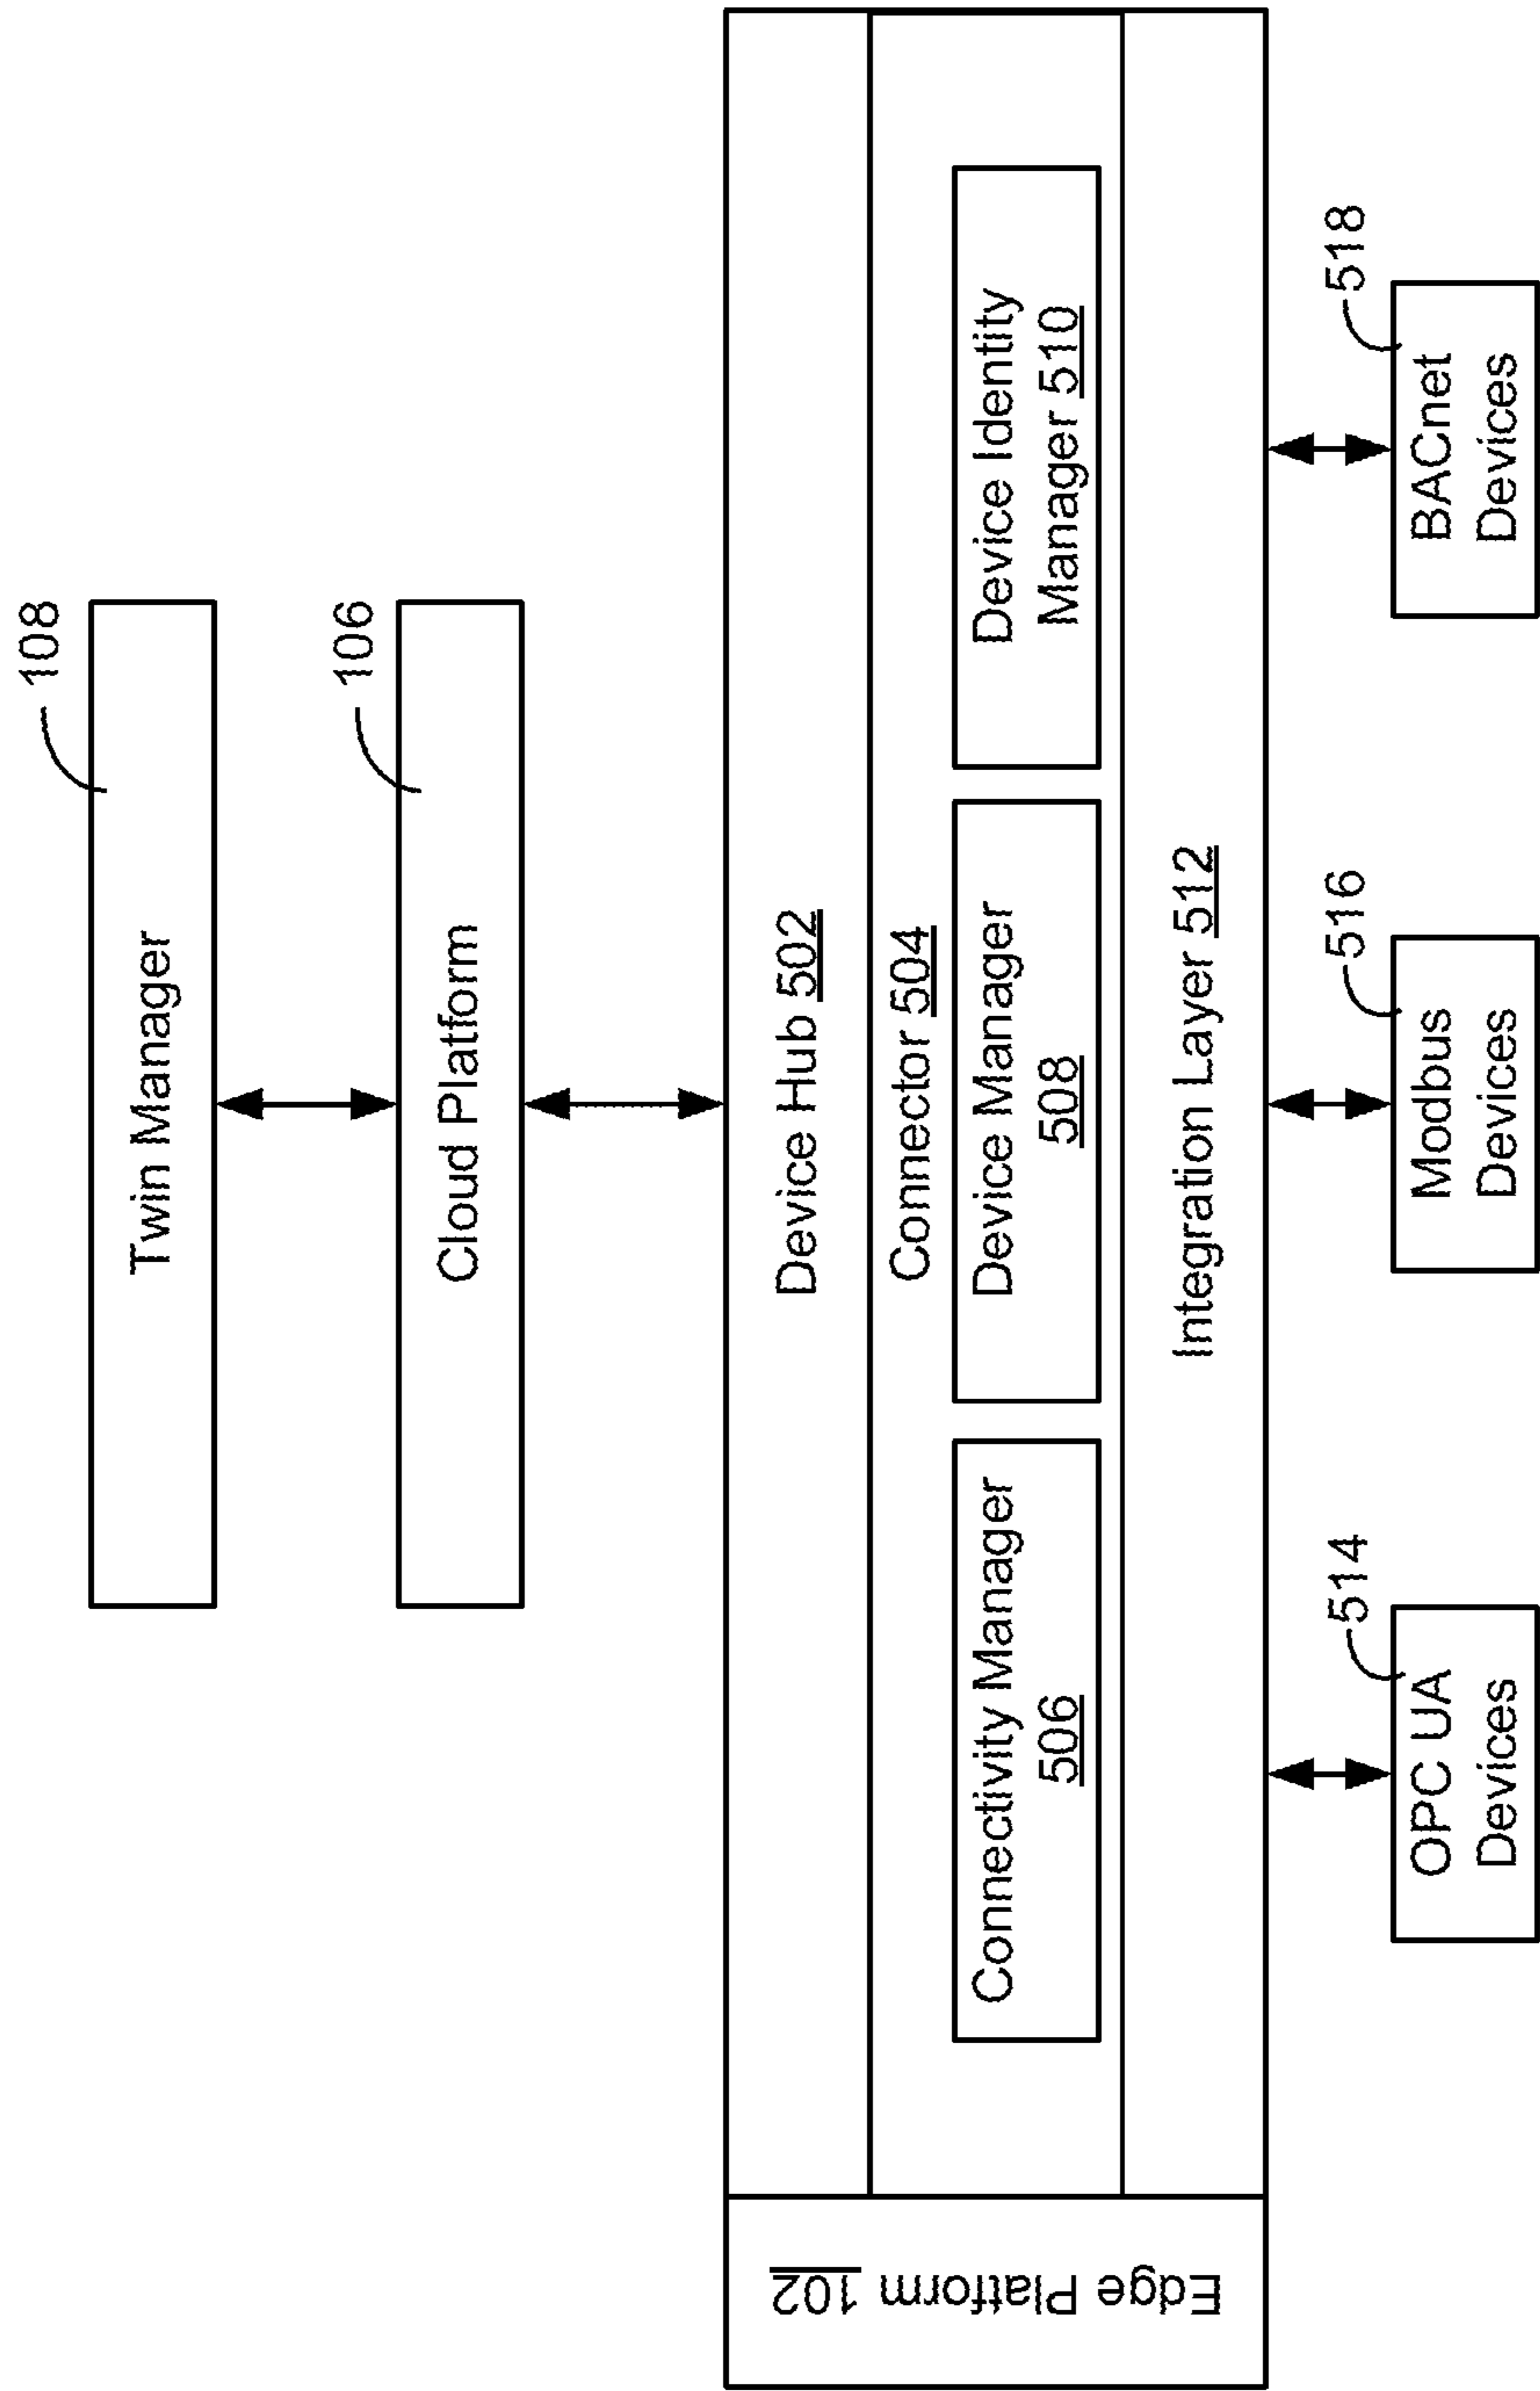 108
Twin Manager
106
Cloud Platform
Device Hub 502
Connector 504
Connectivity Manager
506
Device Manager
508
Device Identity
Manager 510
Integration Layer 512
Edge Platform 102
514
OPC UA
Devices
516
Modbus
Devices
518
BACnet
Devices